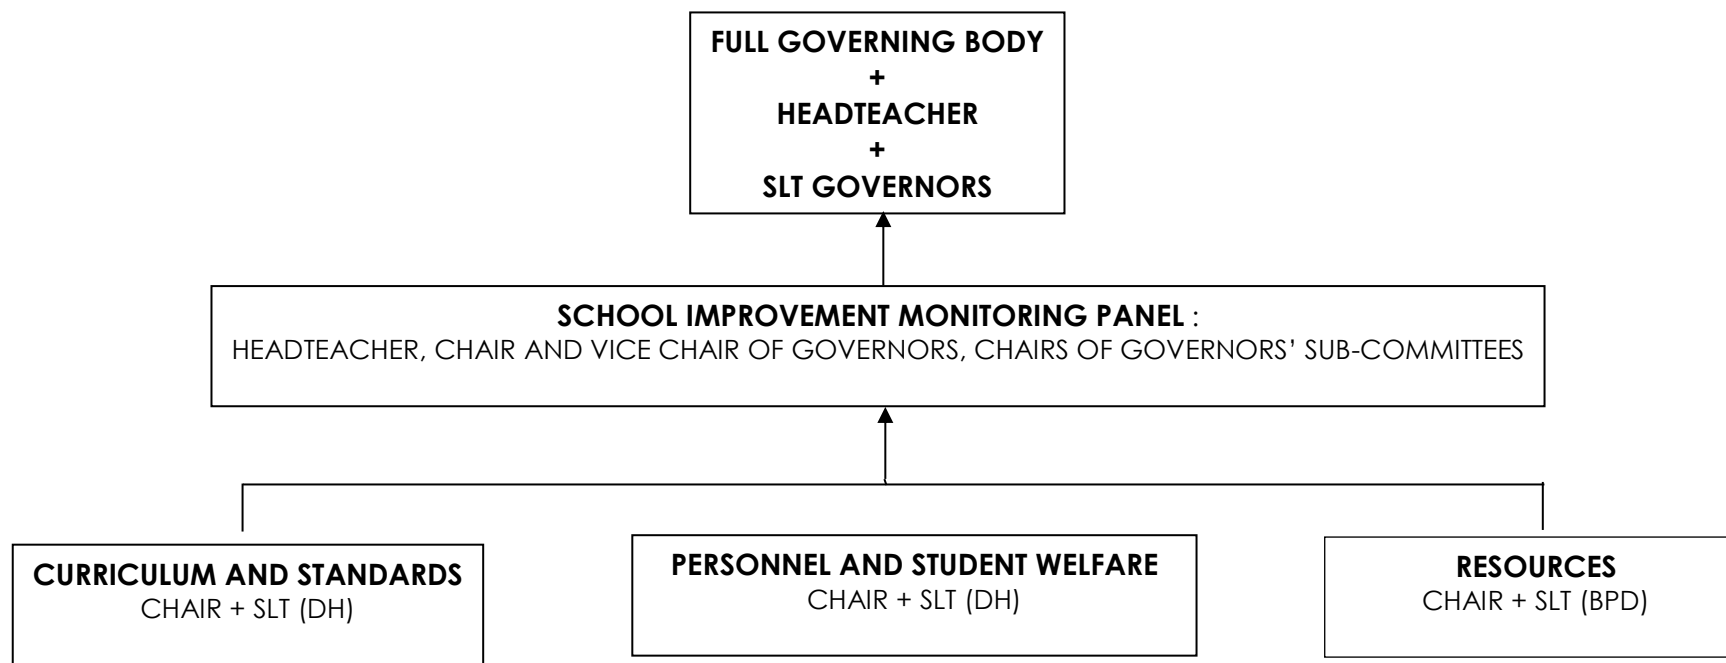 FULL GOVERNING BODY
+
HEADTEACHER
+
SLT GOVERNORS
SCHOOL IMPROVEMENT MONITORING PANEL :
HEADTEACHER, CHAIR AND VICE CHAIR OF GOVERNORS, CHAIRS OF GOVERNORS’ SUB-COMMITTEES
CURRICULUM AND STANDARDS
CHAIR + SLT (DH)
PERSONNEL AND STUDENT WELFARE
CHAIR + SLT (DH)
RESOURCES
CHAIR + SLT (BPD)